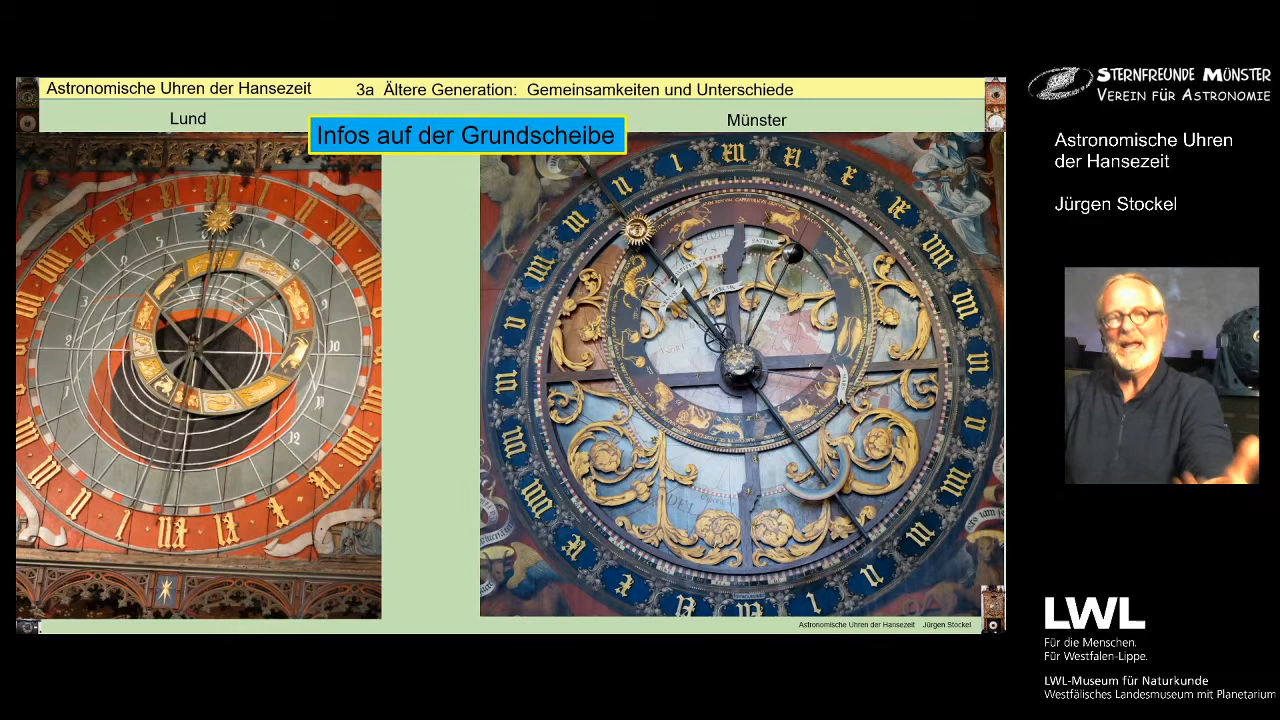 Astronomische Uhren der Hansezeit
3a Ältere Generation: Gemeinsamkeiten und Unterschiede
Lund
Infos auf der Grundscheibe
Münster
Astronomische Uhren der Hansezeit Jürgen Stockel
STERNFREUNDE MÜNSTER
VEREIN FÜR ASTRONOMIE
Astronomische Uhren
der Hansezeit
Jürgen Stockel
LWL
Für die Menschen.
Für Westfalen-Lippe.
LWL-Museum für Naturkunde
Westfälisches Landesmuseum mit Planetarium